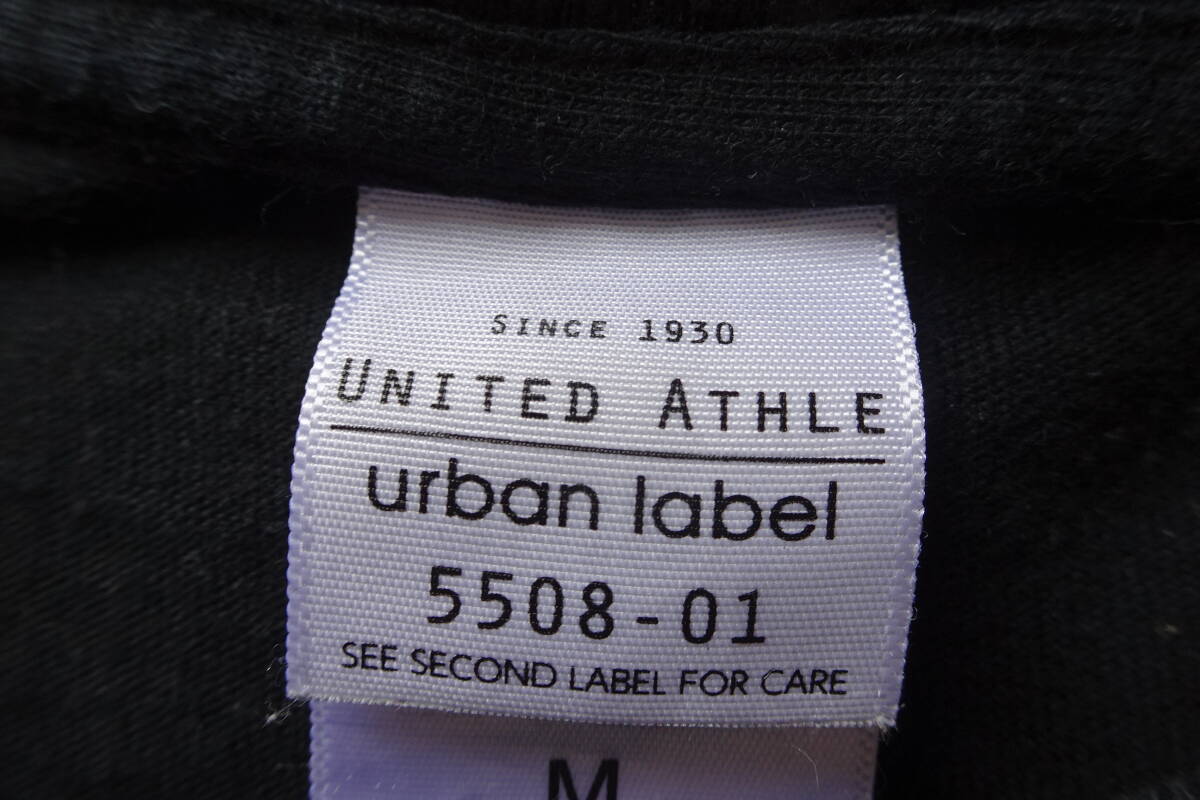 SINCE 1930
UNITED ATHLE
urban label
5508-01
SEE SECOND LABEL FOR CARE
M